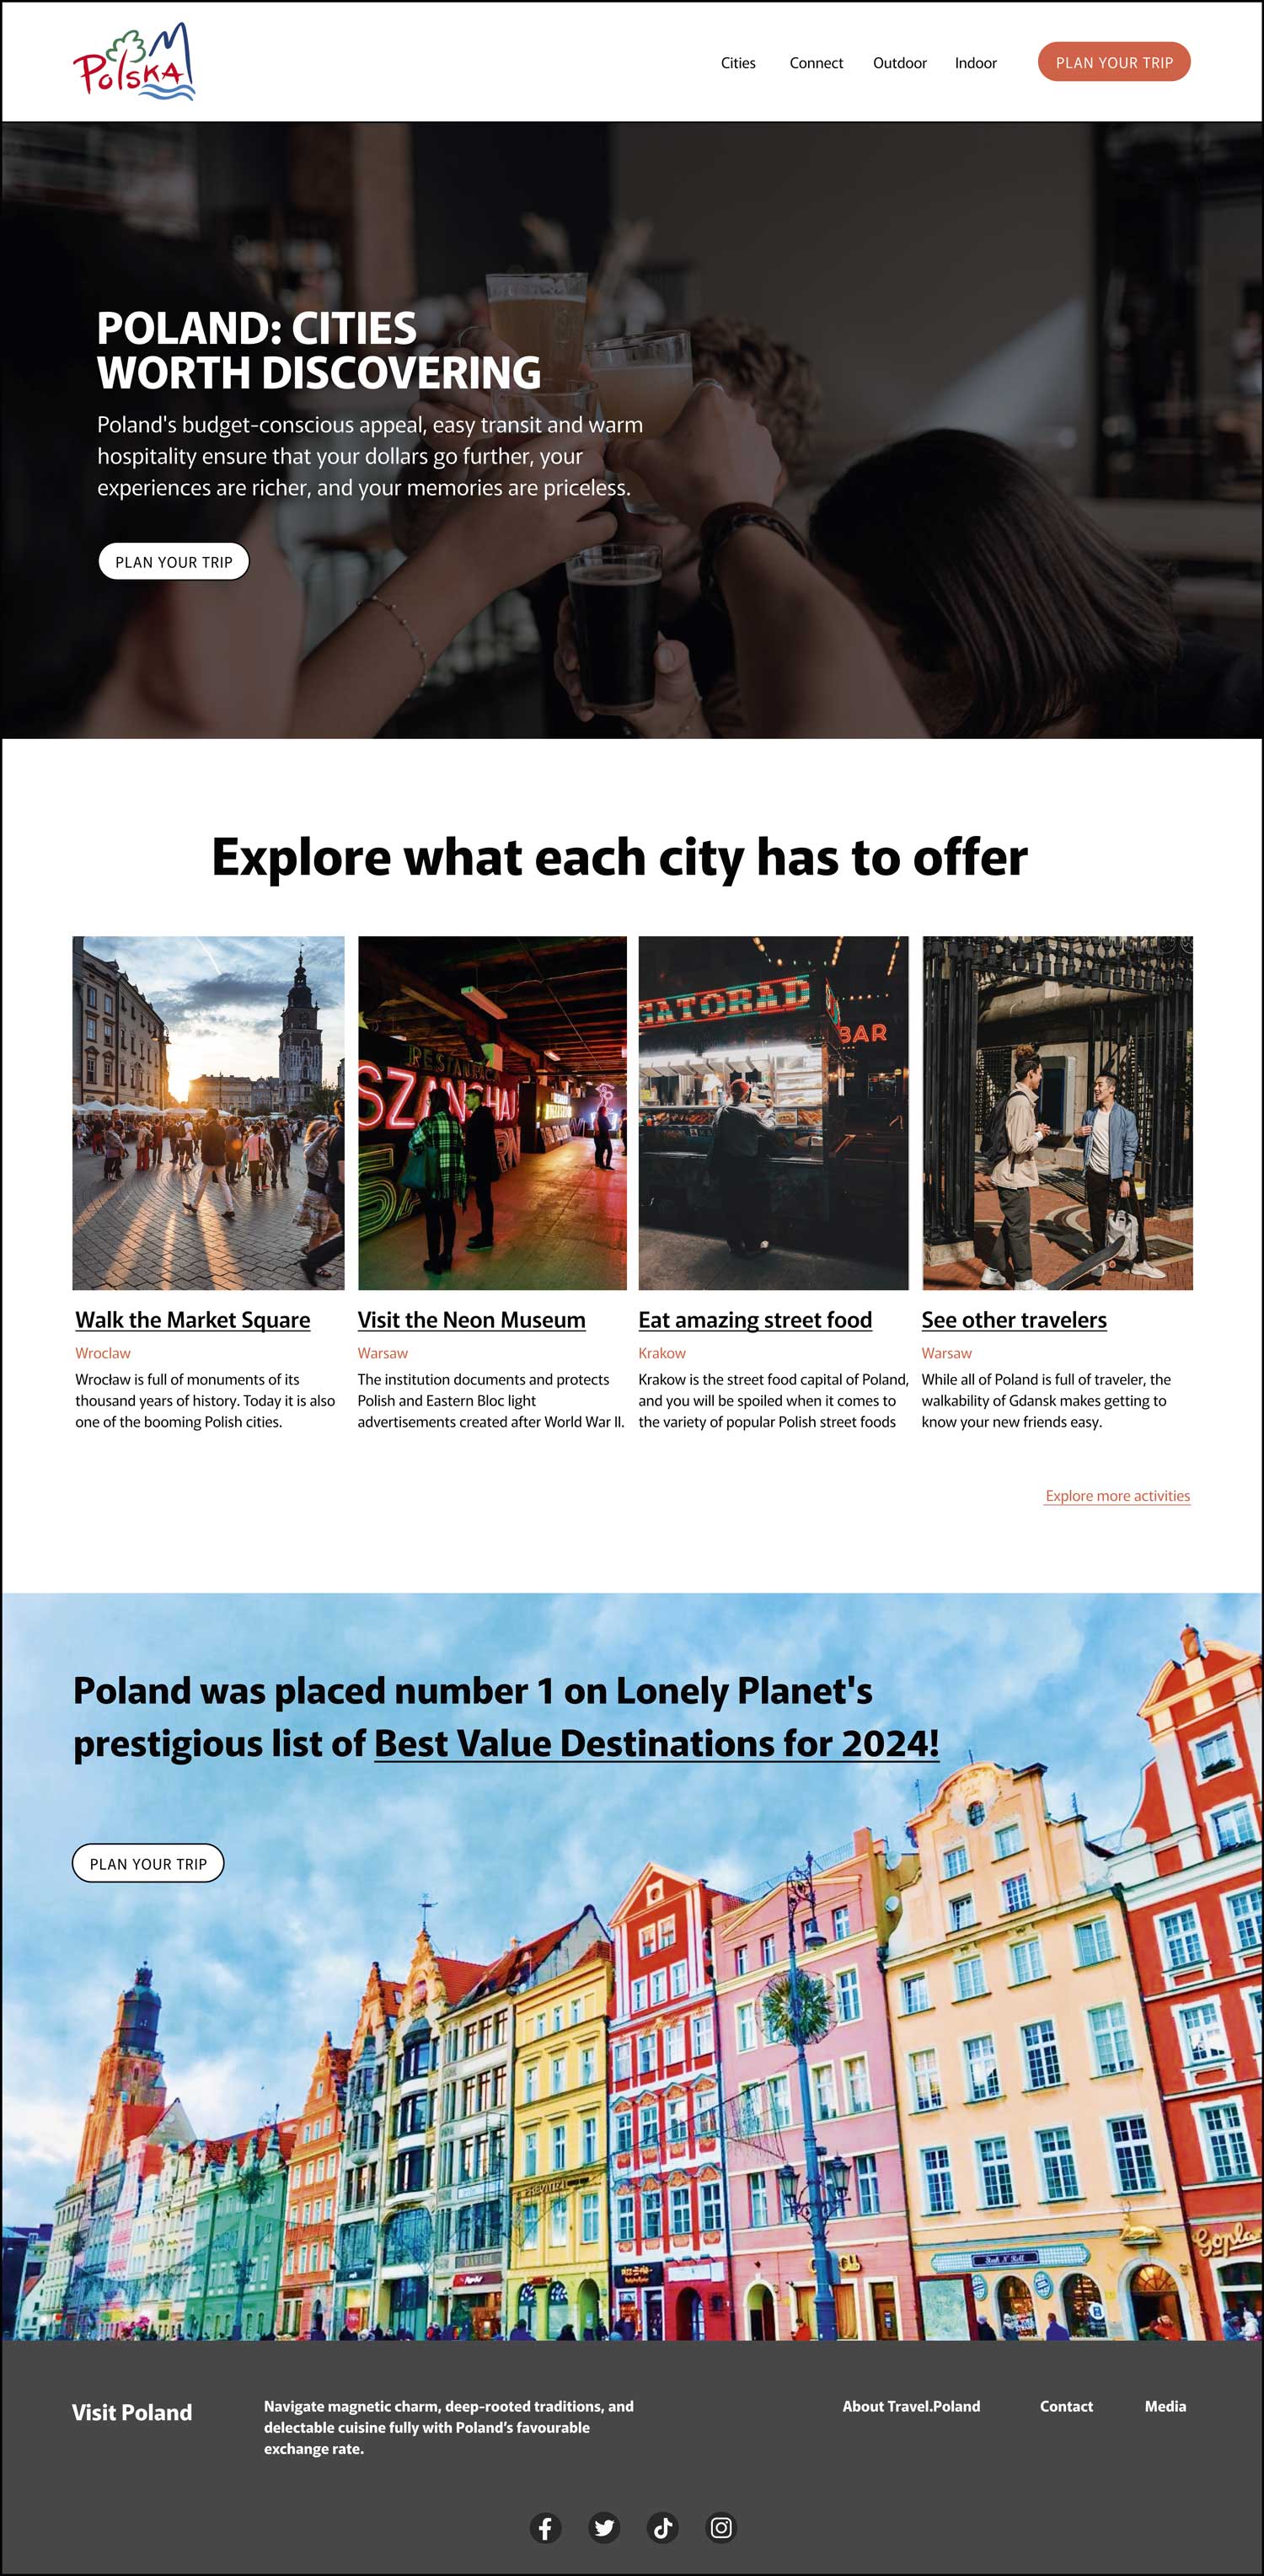 Polska
Cities Connect Outdoor Indoor PLAN YOUR TRIP
POLAND: CITIES
WORTH DISCOVERING
Poland's budget-conscious appeal, easy transit and warm
hospitality ensure that your dollars go further, your
experiences are richer, and your memories are priceless.
PLAN YOUR TRIP
Explore what each city has to offer
RESTAURACJ
SZANGHAI
GATORAD
BAR
Walk the Market Square
Wroclaw
Wrocław is full of monuments of its
thousand years of history. Today it is also
one of the booming Polish cities.
Visit the Neon Museum
Warsaw
The institution documents and protects
Polish and Eastern Bloc light
advertisements created after World War II.
Eat amazing street food
Krakow
Krakow is the street food capital of Poland,
and you will be spoiled when it comes to
the variety of popular Polish street foods
See other travelers
Warsaw
While all of Poland is full of traveler, the
walkability of Gdansk makes getting to
know your new friends easy.
Explore more activities
Poland was placed number 1 on Lonely Planet's
prestigious list of Best Value Destinations for 2024!
PLAN YOUR TRIP
Gopla
Visit Poland
Navigate magnetic charm, deep-rooted traditions, and
delectable cuisine fully with Poland's favourable
exchange rate.
About Travel.Poland Contact Media